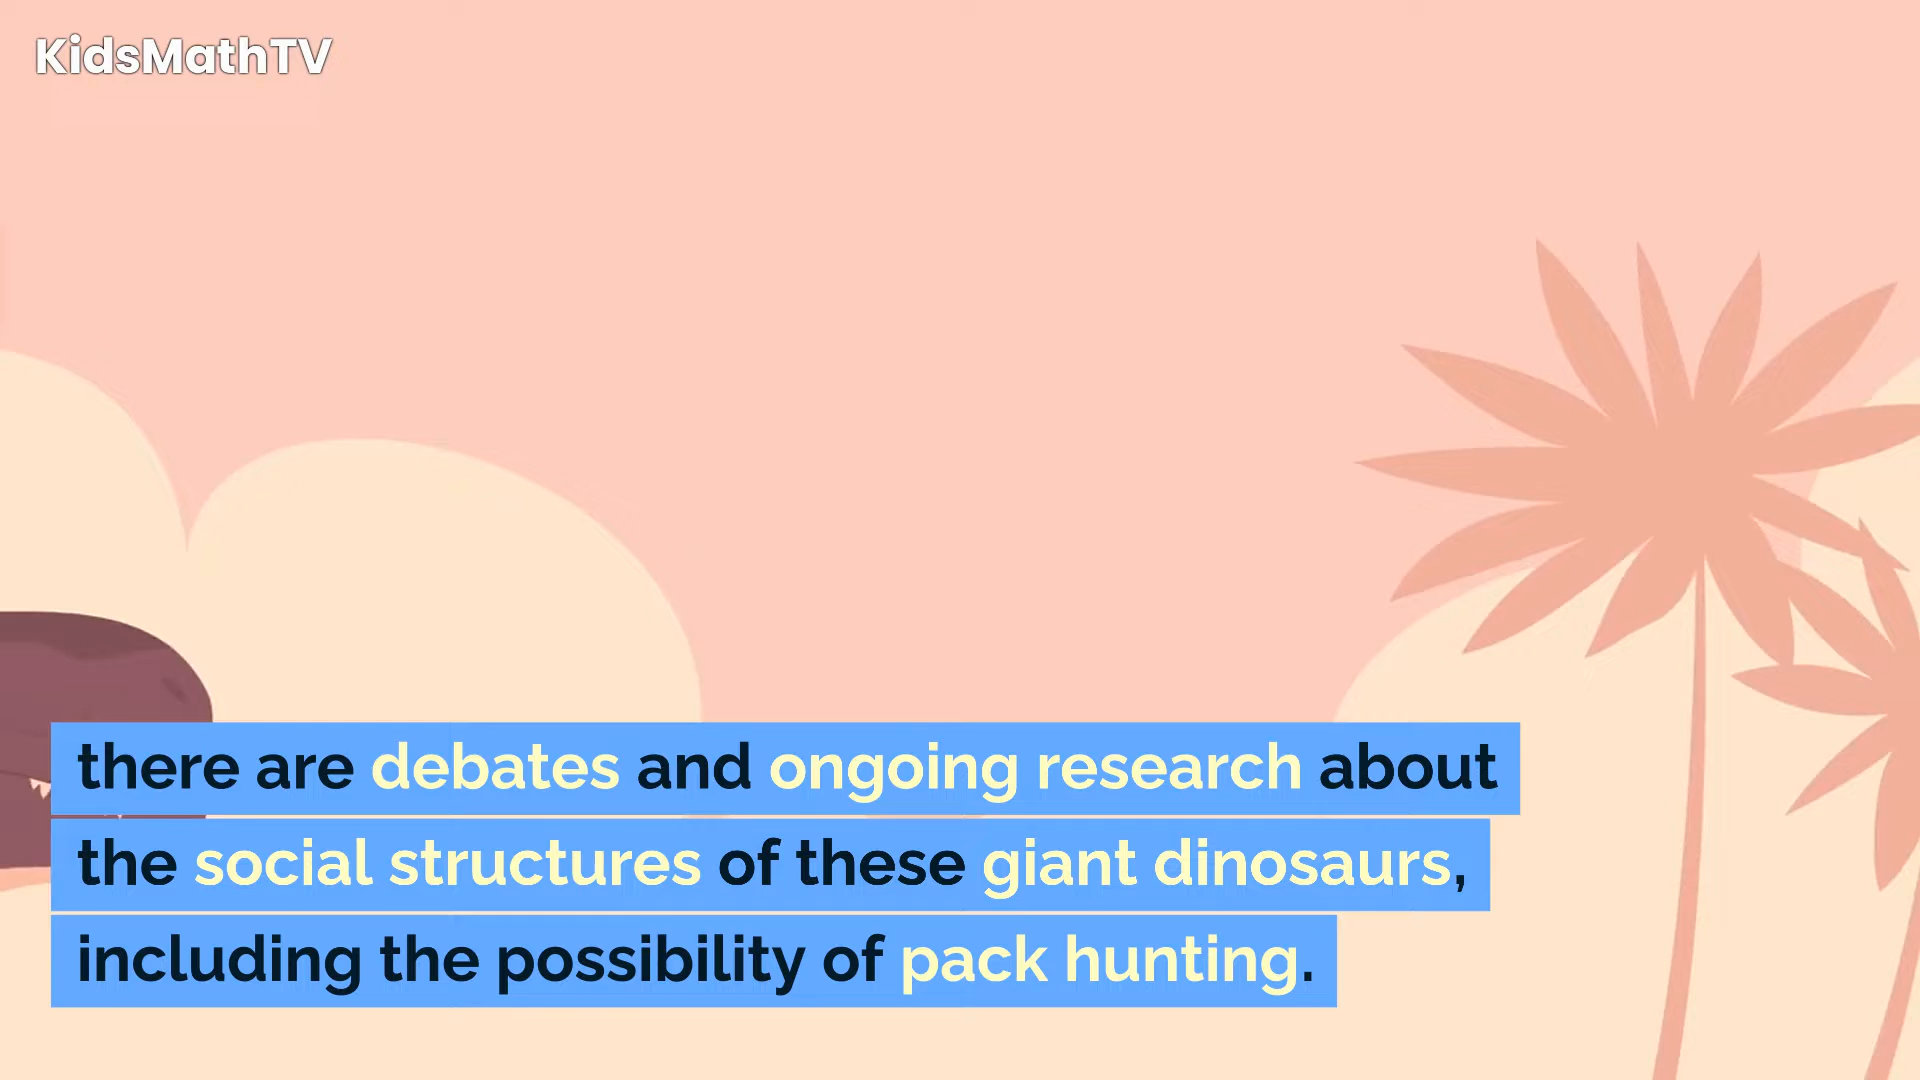 KidsMathTV
there are debates and ongoing research about
the social structures of these giant dinosaurs,
including the possibility of pack hunting.